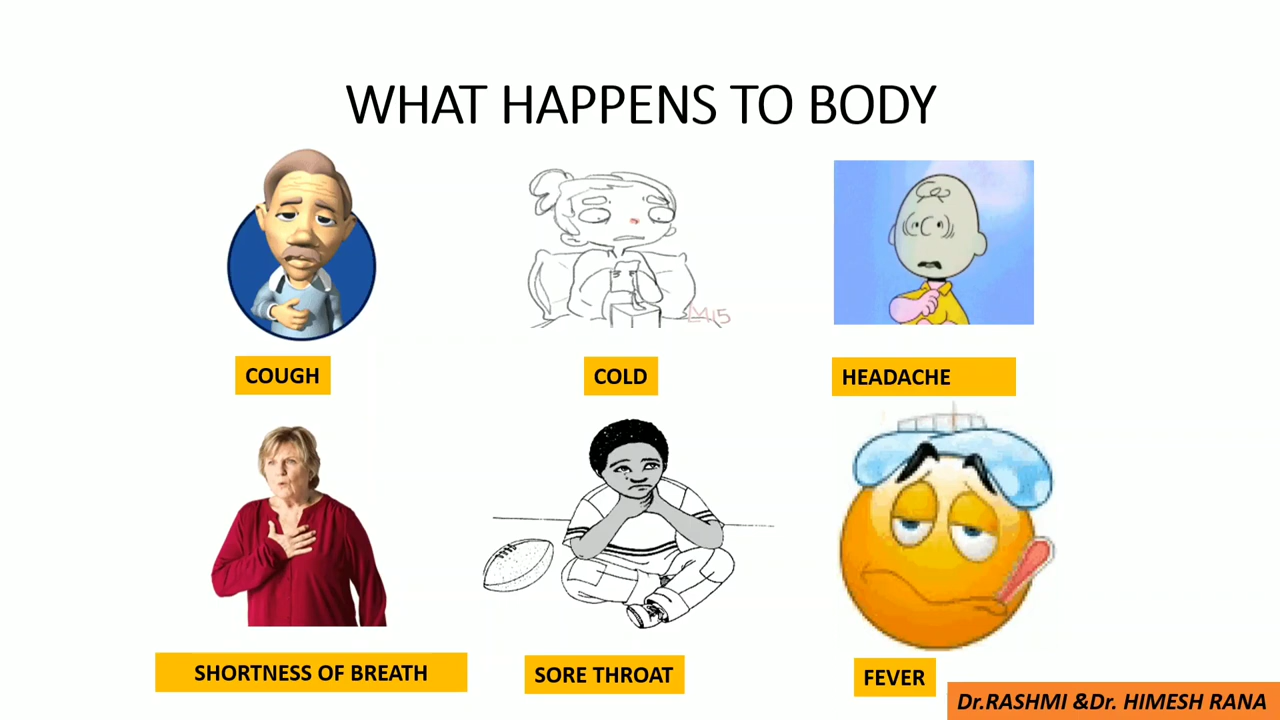 WHAT HAPPENS TO BODY
COUGH
COLD
HEADACHE
SHORTNESS OF BREATH
SORE THROAT
FEVER
Dr.RASHMI &Dr. HIMESH RANA